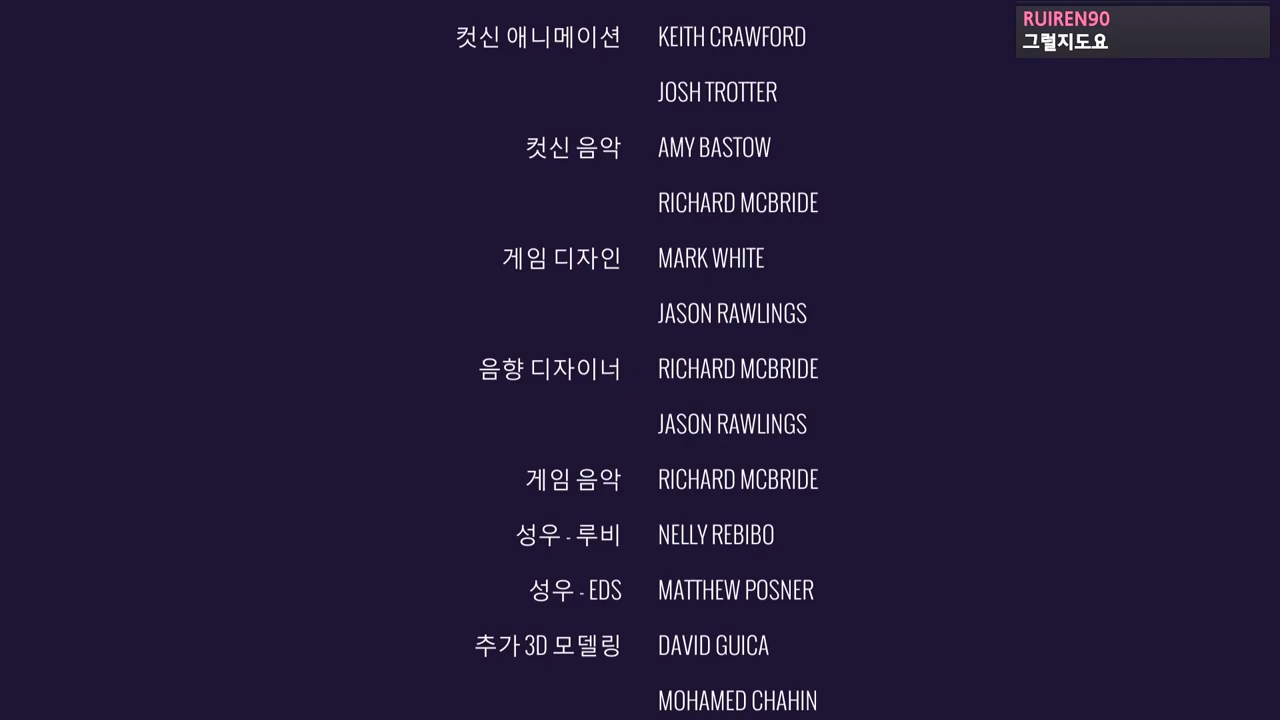 컷신 애니메이션 KEITH CRAWFORD
JOSH TROTTER
컷신 음악 AMY BASTOW
RICHARD MCBRIDE
게임 디자인 MARK WHITE
JASON RAWLINGS
음향 디자이너 RICHARD MCBRIDE
JASON RAWLINGS
게임 음악 RICHARD MCBRIDE
성우 - 루비 NELLY REBIBO
성우 - EDS MATTHEW POSNER
추가 3D 모델링 DAVID GUICA
MOHAMED CHAHIN
RUIREN90
그럴지도요